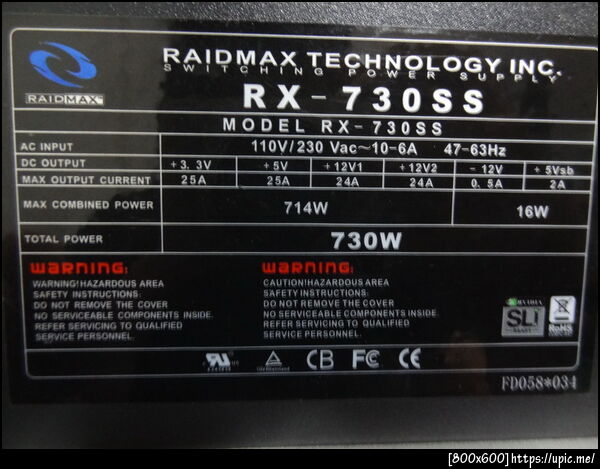 RAIDMAX TECHNOLOGY INC.
SWITCHING POWER SUPPLY
RAIDMAX
RX-730SS
MODEL RX-730SS
AC INPUT 110V/230 Vac~10-6A 47-63Hz
DC OUTPUT +3.3V +5V +12V1 +12V2 -12V +5Vsb
MAX OUTPUT CURRENT 25A 25A 24A 24A 0.5A 2A
MAX COMBINED POWER 714W 16W
TOTAL POWER 730W
WARNING: WARNING:
WARNING!HAZARDOUS AREA CAUTION!HAZARDOUS AREA
SAFETY INSTRUCTIONS: SAFETY INSTRUCTIONS
DO NOT REMOVE THE COVER DO NOT REMOVE THE COVER
NO SERVICEABLE COMPONENTS INSIDE. NO SERVICEABLE COMPONENTS INSIDE.
REFER SERVICING TO QUALIFIED REFER SERVICING TO QUALIFIED
SERVICE PERSONNEL. SERVICE PERSONNEL.
NVIDIA
SLI
READY
RoHS
CB FC CE
FD058*034
[800x600]https://upic.me/